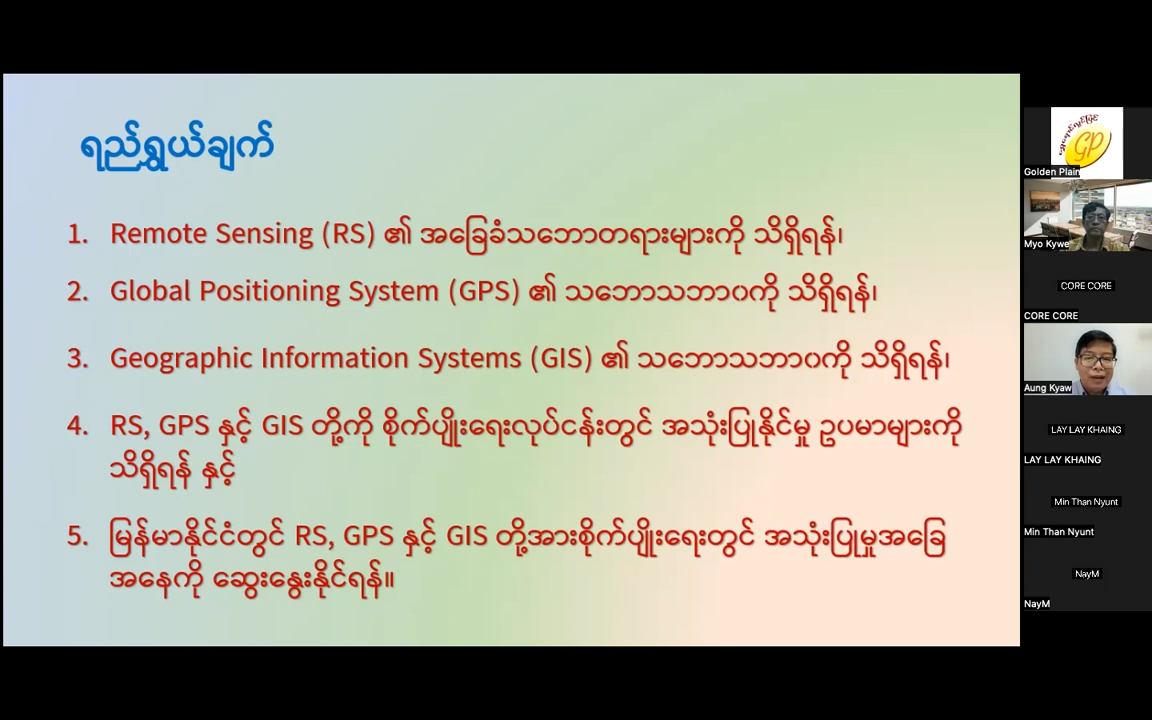 ရည်ရွယ်ချက်
1. Remote Sensing (RS) ၏ အခြေခံသဘောတရားများကို သိရှိရန်၊
2. Global Positioning System (GPS) ၏ သဘောသဘာ၀ကို သိရှိရန်၊
3. Geographic Information Systems (GIS) ၏ သဘောသဘာ၀ကို သိရှိရန်၊
4. RS, GPS နှင့် GIS တို့ကို စိုက်ပျိုးရေးလုပ်ငန်းတွင် အသုံးပြုနိုင်မှု ဥပမာများကို
သိရှိရန် နှင့်
5. မြန်မာနိုင်ငံတွင် RS, GPS နှင့် GIS တို့အားစိုက်ပျိုးရေးတွင် အသုံးပြုမှုအခြေ
အနေကို ဆွေးနွေးနိုင်ရန်။
GP
Golden Plain
Myo Kywe
CORE CORE
CORE CORE
Aung Kyaw
LAY LAY KHAING
LAY LAY KHAING
Min Than Nyunt
Min Than Nyunt
NayM
NayM